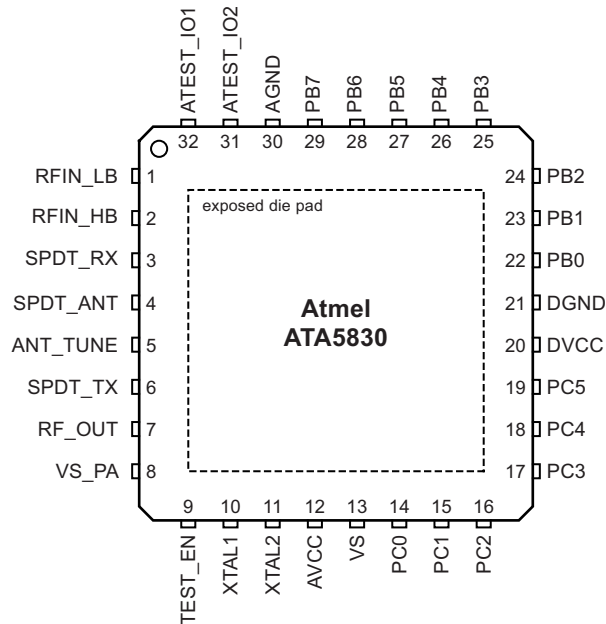 ATEST_IO1
ATEST_IO2
AGND
PB7
PB6
PB5
PB4
PB3
32 31 30 29 28 27 26 25
RFIN_LB 1
RFIN_HB 2
SPDT_RX 3
SPDT_ANT 4
ANT_TUNE 5
SPDT_TX 6
RF_OUT 7
VS_PA 8
exposed die pad
Atmel
ATA5830
24 PB2
23 PB1
22 PB0
21 DGND
20 DVCC
19 PC5
18 PC4
17 PC3
9 10 11 12 13 14 15 16
TEST_EN
XTAL1
XTAL2
AVCC
VS
PC0
PC1
PC2